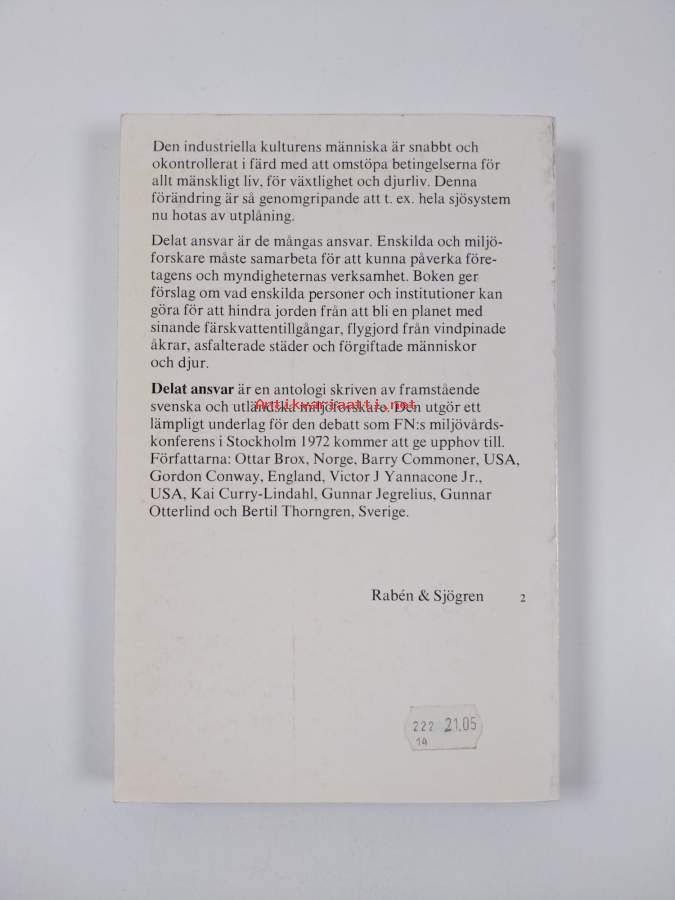 Den industriella kulturens människa är snabbt och
okontrollerat i färd med att omstöpa betingelserna för
allt mänskligt liv, för växtlighet och djurliv. Denna
förändring är så genomgripande att t. ex. hela sjösystem
nu hotas av utplåning.
Delat ansvar är de mångas ansvar. Enskilda och miljö-
forskare måste samarbeta för att kunna påverka före-
tagens och myndigheternas verksamhet. Boken ger
förslag om vad enskilda personer och institutioner kan
göra för att hindra jorden från att bli en planet med
sinande färskvattentillgångar, flygjord från vindpinade
åkrar, asfalterade städer och förgiftade människor
och djur.
Delat ansvar är en antologi skriven av framstående
svenska och utländska miljöforskare. Den utgör ett
Antikvariaatti.net
lämpligt underlag för den debatt som FN:s miljövårds-
konferens i Stockholm 1972 kommer att ge upphov till.
Författarna: Ottar Brox, Norge, Barry Commoner, USA,
Gordon Conway, England, Victor J Yannacone Jr.,
USA, Kai Curry-Lindahl, Gunnar Jegrelius, Gunnar
Otterlind och Bertil Thorngren, Sverige.
Rabén & Sjögren 2
222 21.05
14